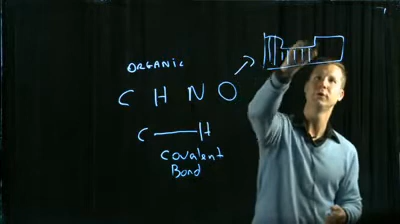 ORGANIC
C H N O
C — H
Covalent
Bond